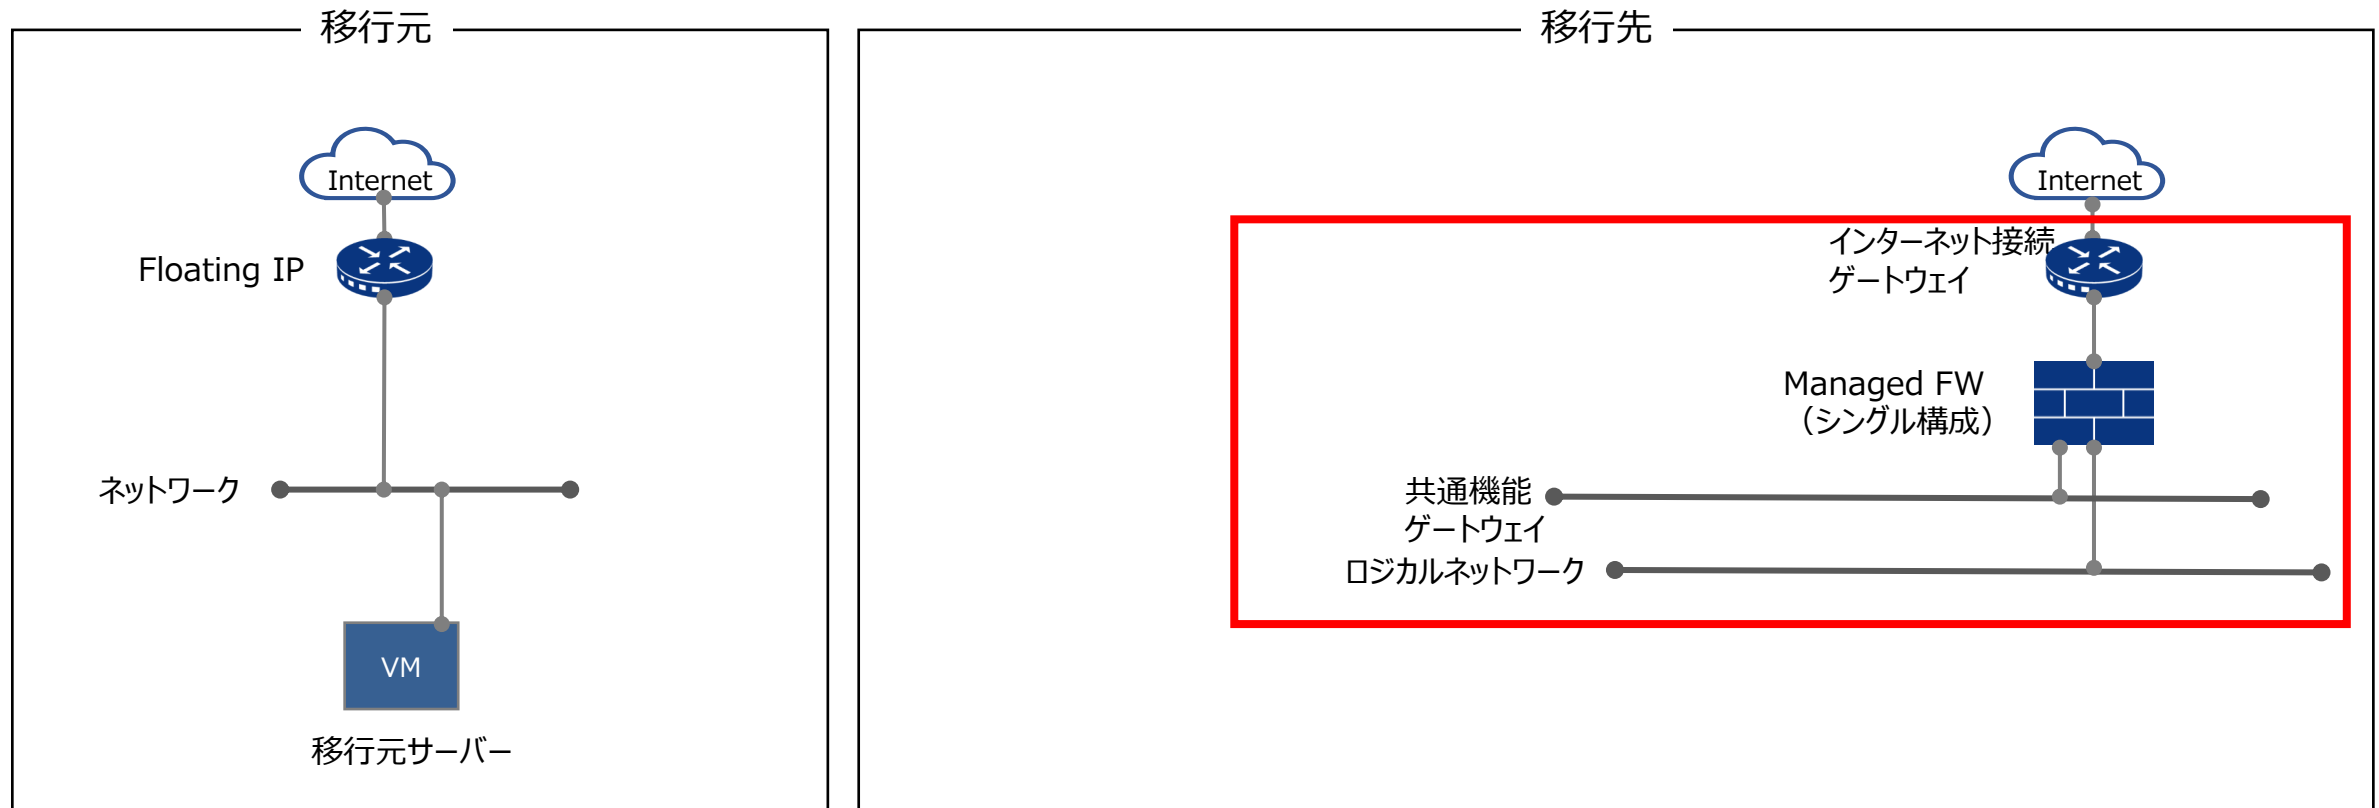 移行元
Internet
Floating IP
ネットワーク
VM
移行元サーバー
移行先
Internet
インターネット接続
ゲートウェイ
Managed FW
（シングル構成）
共通機能
ゲートウェイ
ロジカルネットワーク